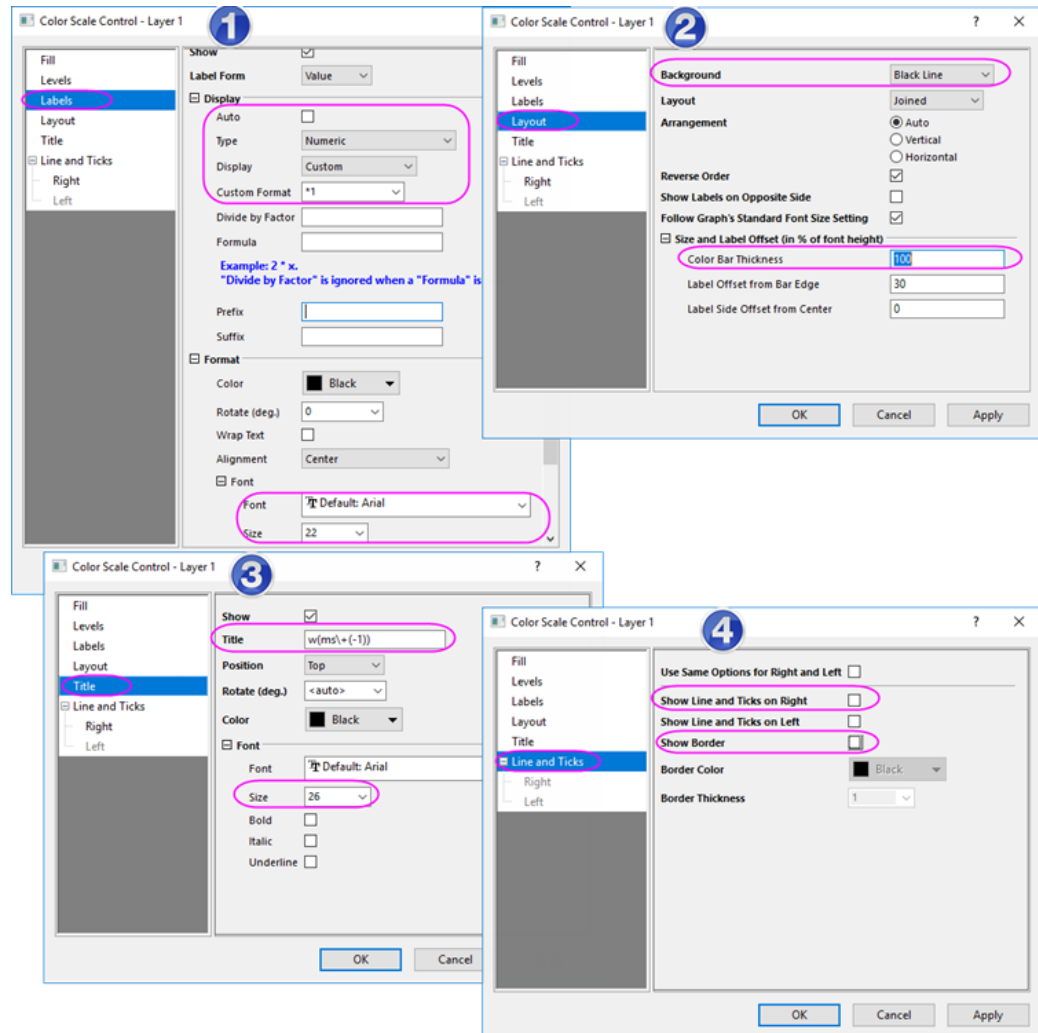 Color Scale Control - Layer 1
1
Fill
Levels
Labels
Layout
Title
Line and Ticks
Right
Left
Show
Label Form Value
Display
Auto
Type Numeric
Display Custom
Custom Format *1
Divide by Factor
Formula
Example: 2 * x.
"Divide by Factor" is ignored when a "Formula" is
Prefix
Suffix
Format
Color Black
Rotate (deg.) 0
Wrap Text
Alignment Center
Font
Font Default: Arial
Size 22
Color Scale Control - Layer 1 ? ×
2
Fill
Levels
Labels
Layout
Title
Line and Ticks
Right
Left
Background Black Line
Layout Joined
Arrangement Auto
Vertical
Horizontal
Reverse Order
Show Labels on Opposite Side
Follow Graph's Standard Font Size Setting
Size and Label Offset (in % of font height)
Color Bar Thickness 100
Label Offset from Bar Edge 30
Label Side Offset from Center 0
OK Cancel Apply
Color Scale Control - Layer 1 ? ×
3
Fill
Levels
Labels
Layout
Title
Line and Ticks
Right
Left
Show
Title w(ms\+(-1))
Position Top
Rotate (deg.) <auto>
Color Black
Font
Font Default: Arial
Size 26
Bold
Italic
Underline
OK Cancel
Color Scale Control - Layer 1 ? ×
4
Fill
Levels
Labels
Layout
Title
Line and Ticks
Right
Left
Use Same Options for Right and Left
Show Line and Ticks on Right
Show Line and Ticks on Left
Show Border
Border Color Black
Border Thickness 1
OK Cancel Apply